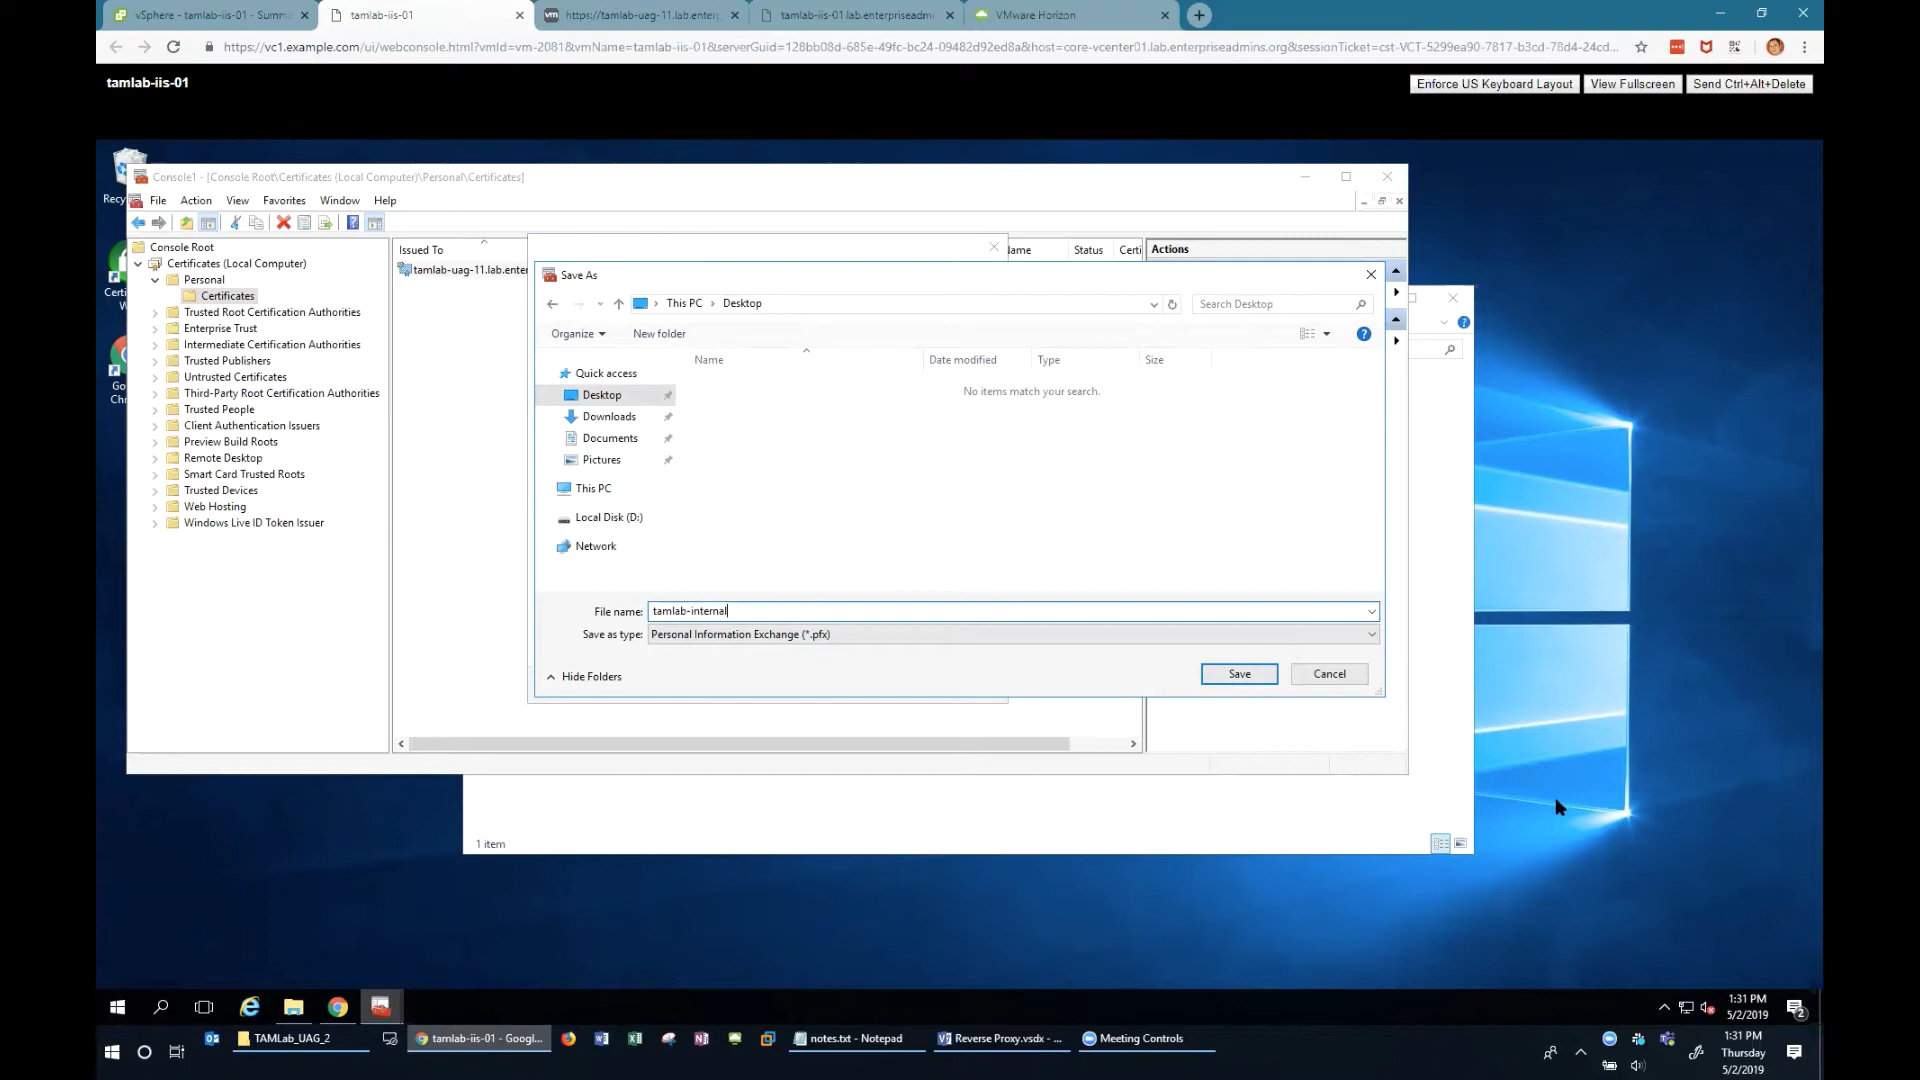 vSphere - tamlab-iis-01 - Summ
tamlab-iis-01
https://tamlab-uag-11.lab.enterp
tamlab-iis-01.lab.enterpriseadmi
VMware Horizon
https://vc1.example.com/ui/webconsole.html?vmId=vm-2081&vmName=tamlab-iis-01&serverGuid=128bb08d-685e-49fc-bc24-09482d92ed8a&host=core-vcenter01.lab.enterpriseadmins.org&sessionTicket=cst-VCT-5299ea90-7817-b3cd-78d4-24cd...
tamlab-iis-01
Enforce US Keyboard Layout
View Fullscreen
Send Ctrl+Alt+Delete
Recy
Console1 - [Console Root\Certificates (Local Computer)\Personal\Certificates]
File Action View Favorites Window Help
Console Root
Certificates (Local Computer)
Personal
Certificates
Trusted Root Certification Authorities
Enterprise Trust
Intermediate Certification Authorities
Trusted Publishers
Untrusted Certificates
Third-Party Root Certification Authorities
Trusted People
Client Authentication Issuers
Preview Build Roots
Remote Desktop
Smart Card Trusted Roots
Trusted Devices
Web Hosting
Windows Live ID Token Issuer
Certi
W
Go
Chr
Issued To
tamlab-uag-11.lab.enter
Name Status Certi
Actions
Save As
This PC > Desktop
Search Desktop
Organize New folder
Name Date modified Type Size
No items match your search.
Quick access
Desktop
Downloads
Documents
Pictures
This PC
Local Disk (D:)
Network
File name: tamlab-internal
Save as type: Personal Information Exchange (*.pfx)
Hide Folders
Save
Cancel
1 item
1:31 PM
5/2/2019
2
TAMLab_UAG_2
tamlab-iis-01 - Googl...
notes.txt - Notepad
Reverse Proxy.vsdx - ...
Meeting Controls
1:31 PM
Thursday
5/2/2019